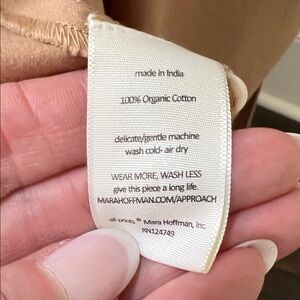 made in India
100% Organic Cotton
delicate/gentle machine
wash cold- air dry
WEAR MORE, WASH LESS
give this piece a long life.
MARAHOFFMAN.COM/APPROACH
all prints ® Mara Hoffman, Inc.
RN124749